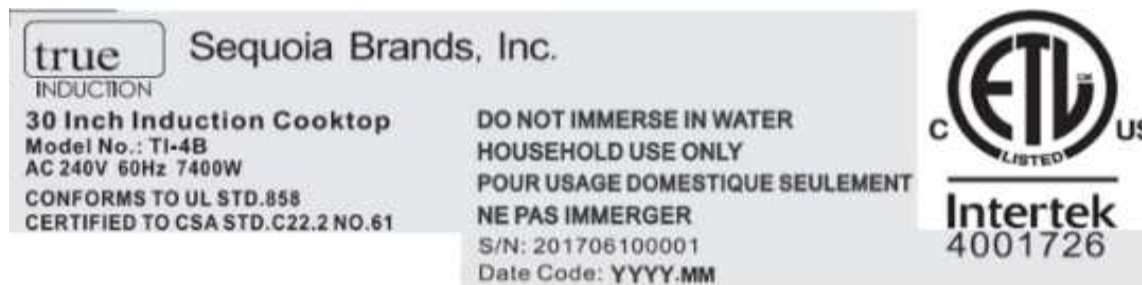 true
INDUCTION
Sequoia Brands, Inc.
30 Inch Induction Cooktop
Model No.: TI-4B
AC 240V 60Hz 7400W
CONFORMS TO UL STD.858
CERTIFIED TO CSA STD.C22.2 NO.61
DO NOT IMMERSE IN WATER
HOUSEHOLD USE ONLY
POUR USAGE DOMESTIQUE SEULEMENT
NE PAS IMMERGER
S/N: 201706100001
Date Code: YYYY.MM
ETL CM
LISTED
C US
Intertek
4001726